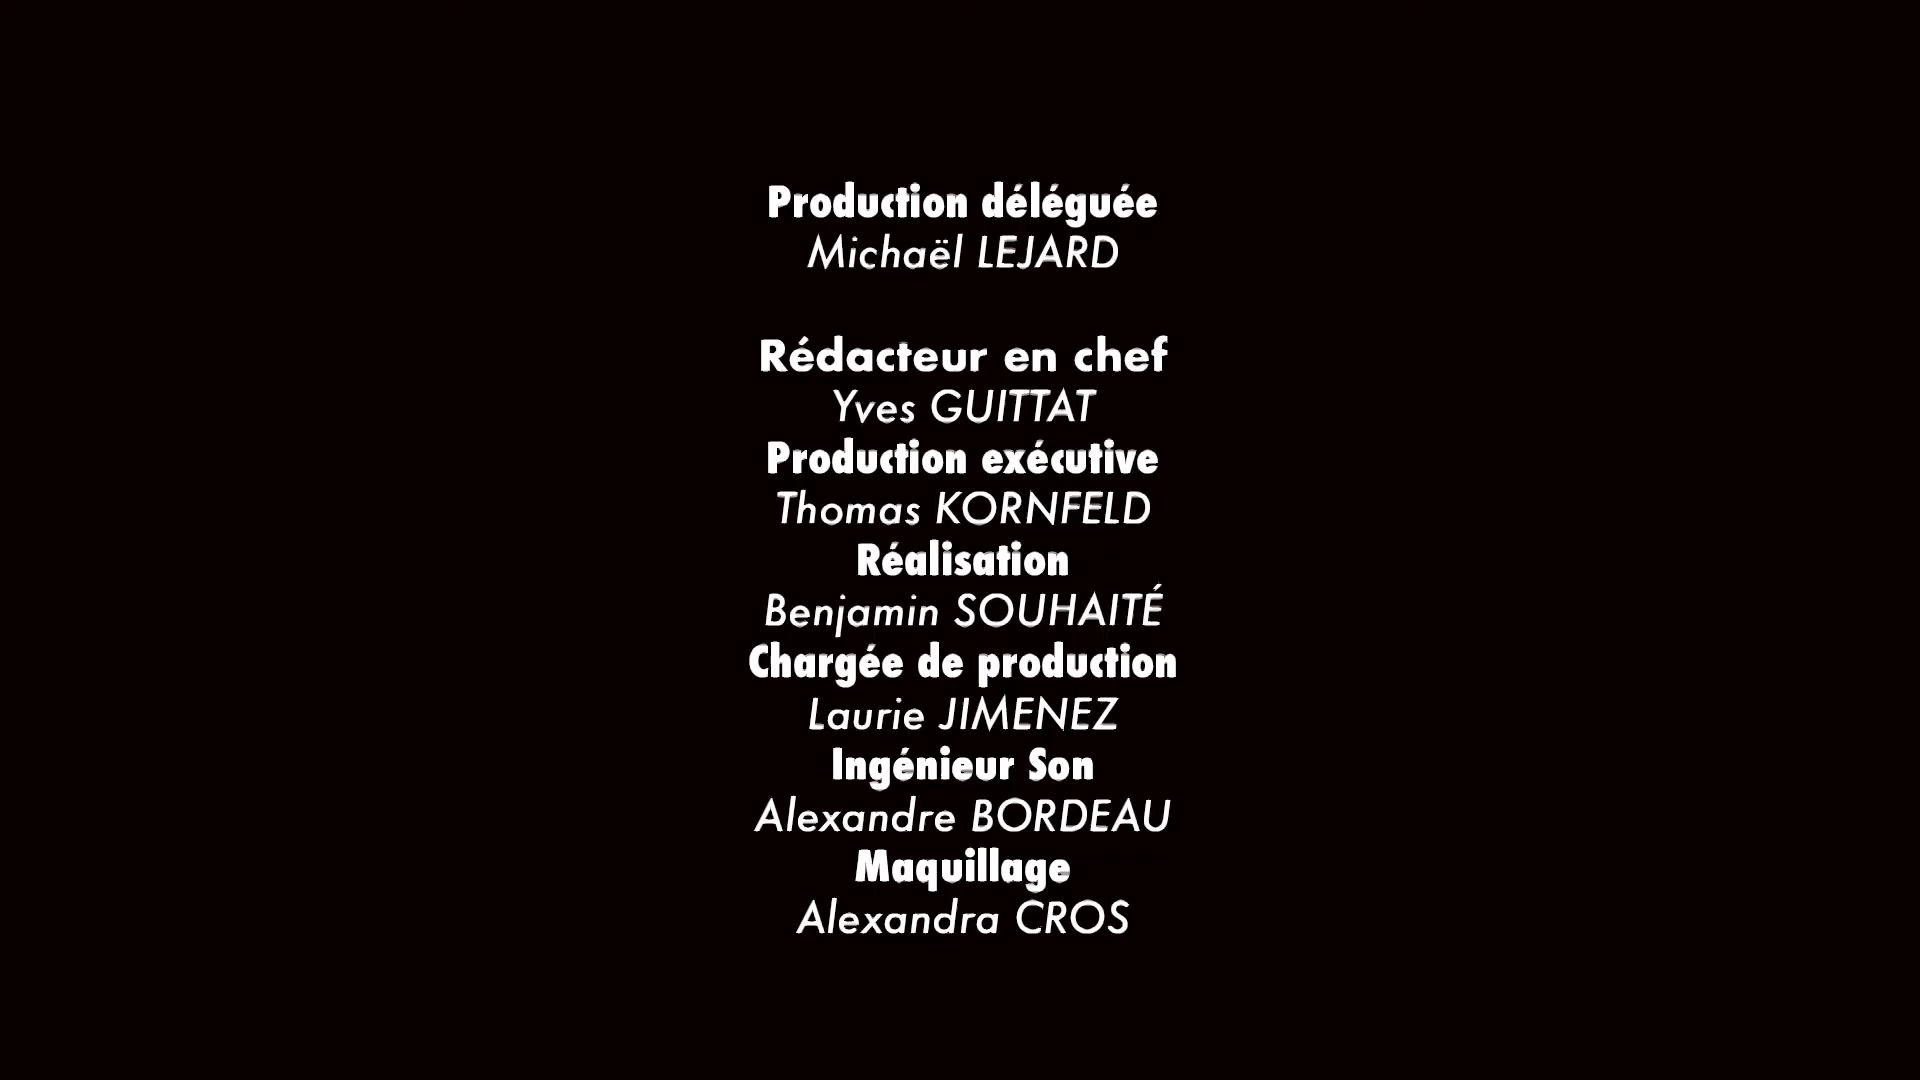 Production déléguée
Michaël LEJARD
Rédacteur en chef
Yves GUITTAT
Production exécutive
Thomas KORNFELD
Réalisation
Benjamin SOUHAITÉ
Chargée de production
Laurie JIMENEZ
Ingénieur Son
Alexandre BORDEAU
Maquillage
Alexandra CROS